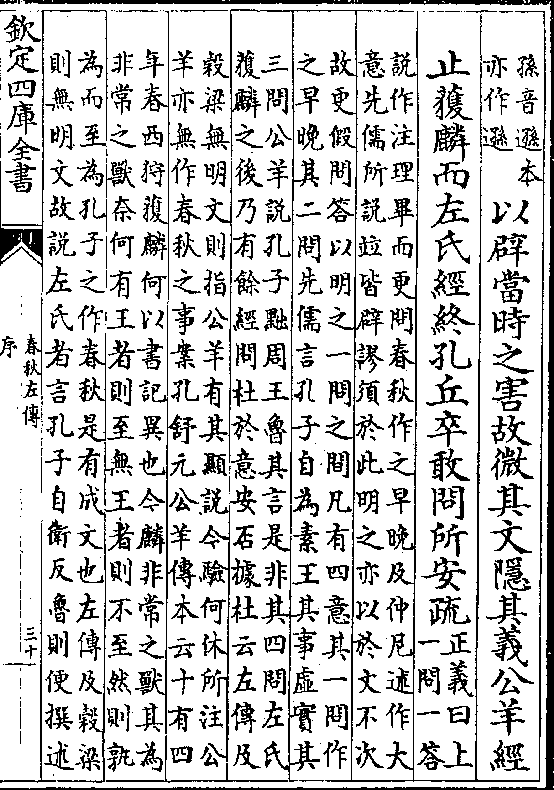 孫音遜本
亦作遜
以辟當時之害故微其文隱其義公羊經
止獲麟而左氏經終孔丘卒敢問所安疏
正義曰上
一問一答
說作注理畢而更問春秋作之早晚及仲尼述作大
意先儒所說竝皆辟謬須於此明之亦以於文不次
故更假問答以明之一問之間凡有四意其一問作
之早晚其二問先儒言孔子自為素王其事虛實其
三問公羊說孔子黜周王魯其言是非其四問左氏
獲麟之後乃有餘經問杜於意安否據杜云左傳及
穀梁無明文則指公羊有其顯說今驗何休所注公
羊亦無作春秋之事案孔舒元公羊傳本云十有四
年春西狩獲麟何以書記異也今麟非常之獸其為
非常之獸奈何有王者則至無王者則不至然則孰
為而至為孔子之作春秋是有成文也左傳及穀梁
則無明文故說左氏者言孔子自衛反魯則便撰述
欽定四庫全書
春秋左傳
序
三十